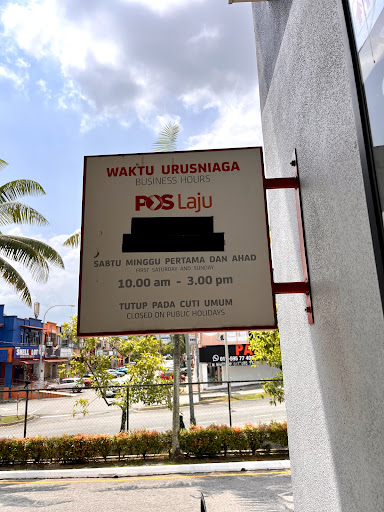 WAKTU URUSNIAGA
BUSINESS HOURS
POS Laju
SABTU MINGGU PERTAMA DAN AHAD
FIRST SATURDAY AND SUNDAY
10.00 am - 3.00 pm
TUTUP PADA CUTI UMUM
CLOSED ON PUBLIC HOLIDAYS